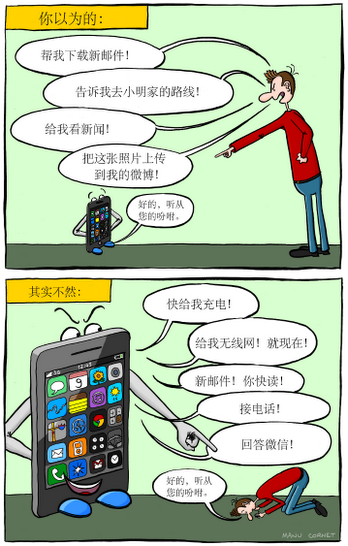 你以为的：
帮我下载新邮件！
告诉我去小明家的路线！
给我看新闻！
把这张照片上传
到我的微博！
好的，听从
您的吩咐。
其实不然：
快给我充电！
给我无线网！就现在！
新邮件！你快读！
接电话！
回答微信！
好的，听从
您的吩咐。
MANU CORNET